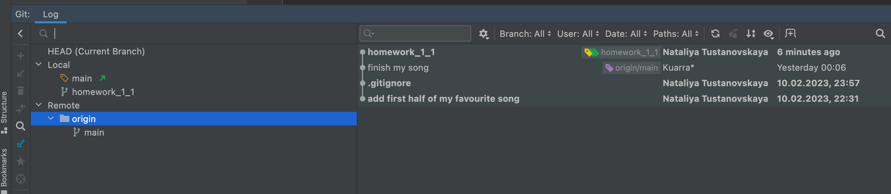 Git: Log
Branch: All User: All Date: All Paths: All
HEAD (Current Branch)
Local
main
homework_1_1
Remote
origin
main
homework_1_1 homework_1_1 Nataliya Tustanovskaya 6 minutes ago
finish my song origin/main Kuarra* Yesterday 00:06
.gitignore Nataliya Tustanovskaya 10.02.2023, 23:57
add first half of my favourite song Nataliya Tustanovskaya 10.02.2023, 22:31
Structure
Bookmarks